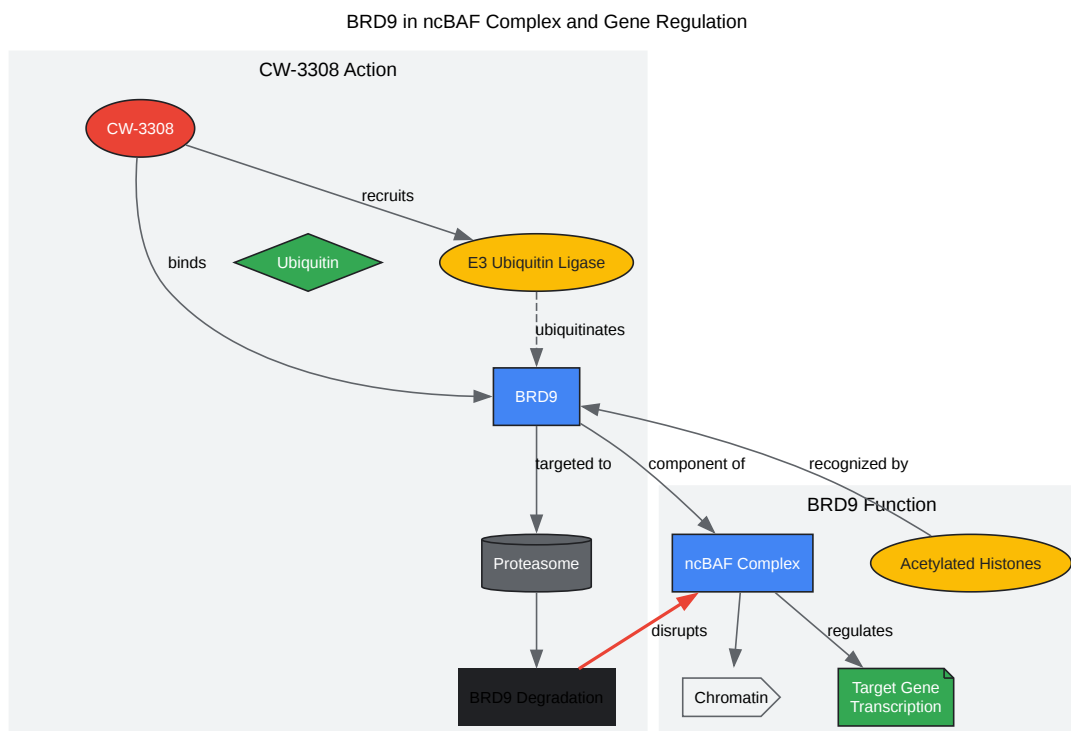 BRD9 in ncBAF Complex and Gene Regulation
CW-3308 Action
CW-3308
recruits
binds
Ubiquitin
E3 Ubiquitin Ligase
ubiquitinates
BRD9
targeted to
component of
recognized by
BRD9 Function
Proteasome
ncBAF Complex
Acetylated Histones
disrupts
regulates
BRD9 Degradation
Chromatin
Target Gene
Transcription